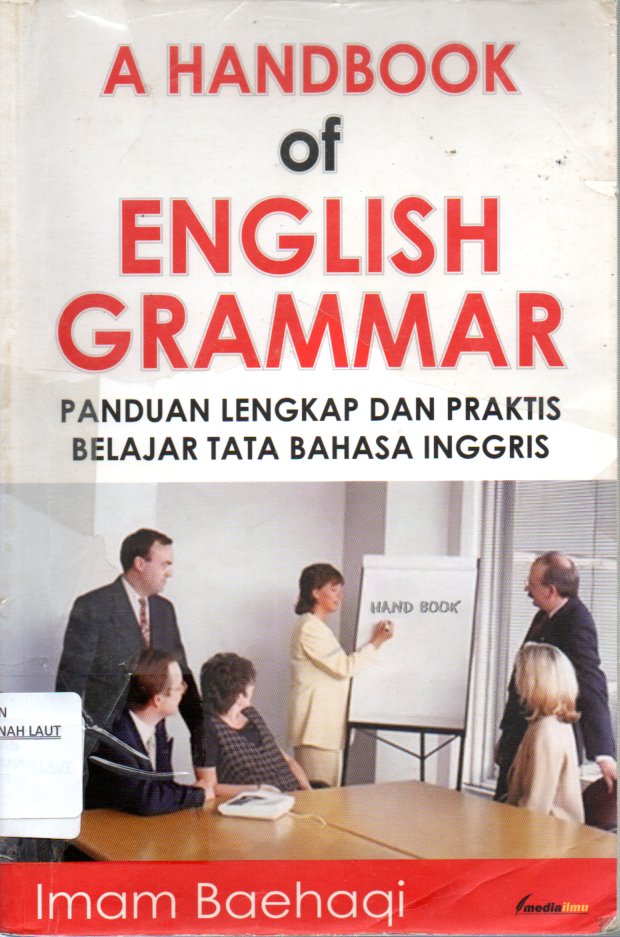 A HANDBOOK
of
ENGLISH
GRAMMAR
PANDUAN LENGKAP DAN PRAKTIS
BELAJAR TATA BAHASA INGGRIS
HAND BOOK
N
NAH LAUT
Imam Baehaqi
mediailmu